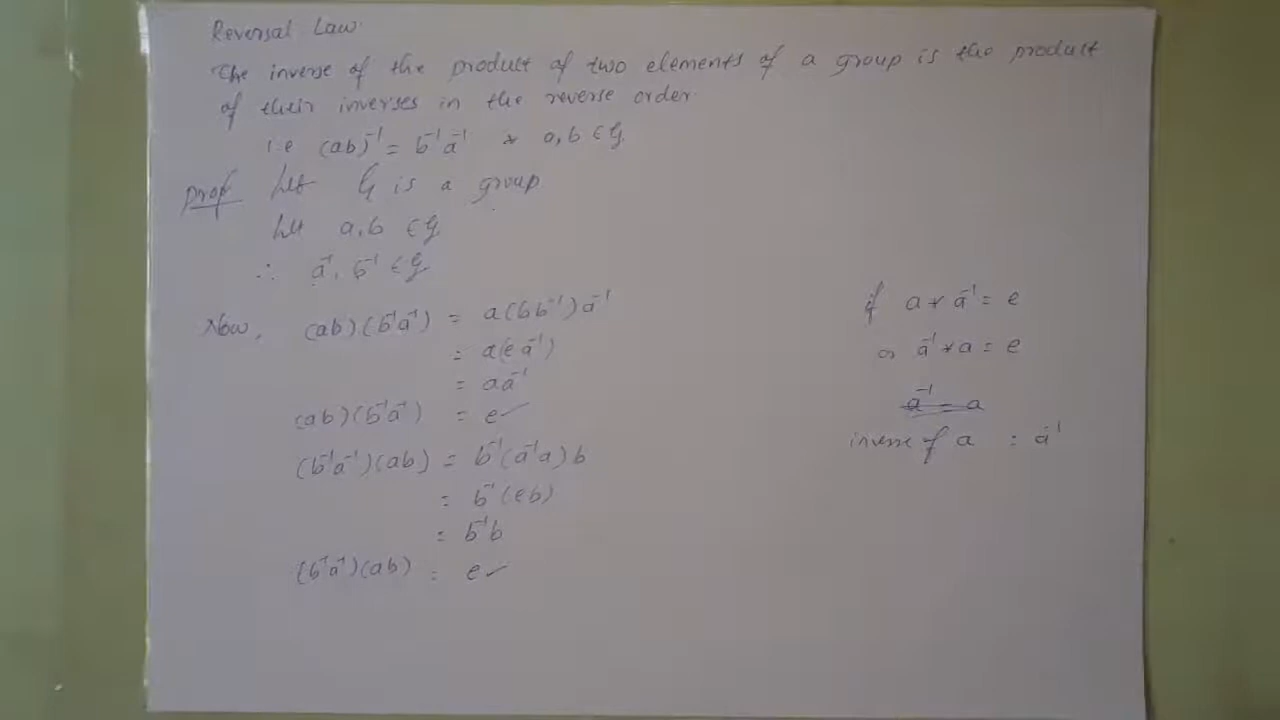 Reversal Law
The inverse of the product of two elements of a group is the product
of their inverses in the reverse order.
i.e (ab)⁻¹ = b⁻¹a⁻¹ ∀ a,b ∈ G
Let G is a group
Let a,b ∈ G
∴ a⁻¹, b⁻¹ ∈ G
Now, (ab)(b⁻¹a⁻¹) = a(bb⁻¹)a⁻¹
= a(ea⁻¹)
= aa⁻¹
(ab)(b⁻¹a⁻¹) = e ✓
(b⁻¹a⁻¹)(ab) = b⁻¹(a⁻¹a)b
= b⁻¹(eb)
= b⁻¹b
(b⁻¹a⁻¹)(ab) = e ✓
if a * a⁻¹ = e
or a⁻¹ * a = e
a⁻¹ = a
inverse of a = a⁻¹